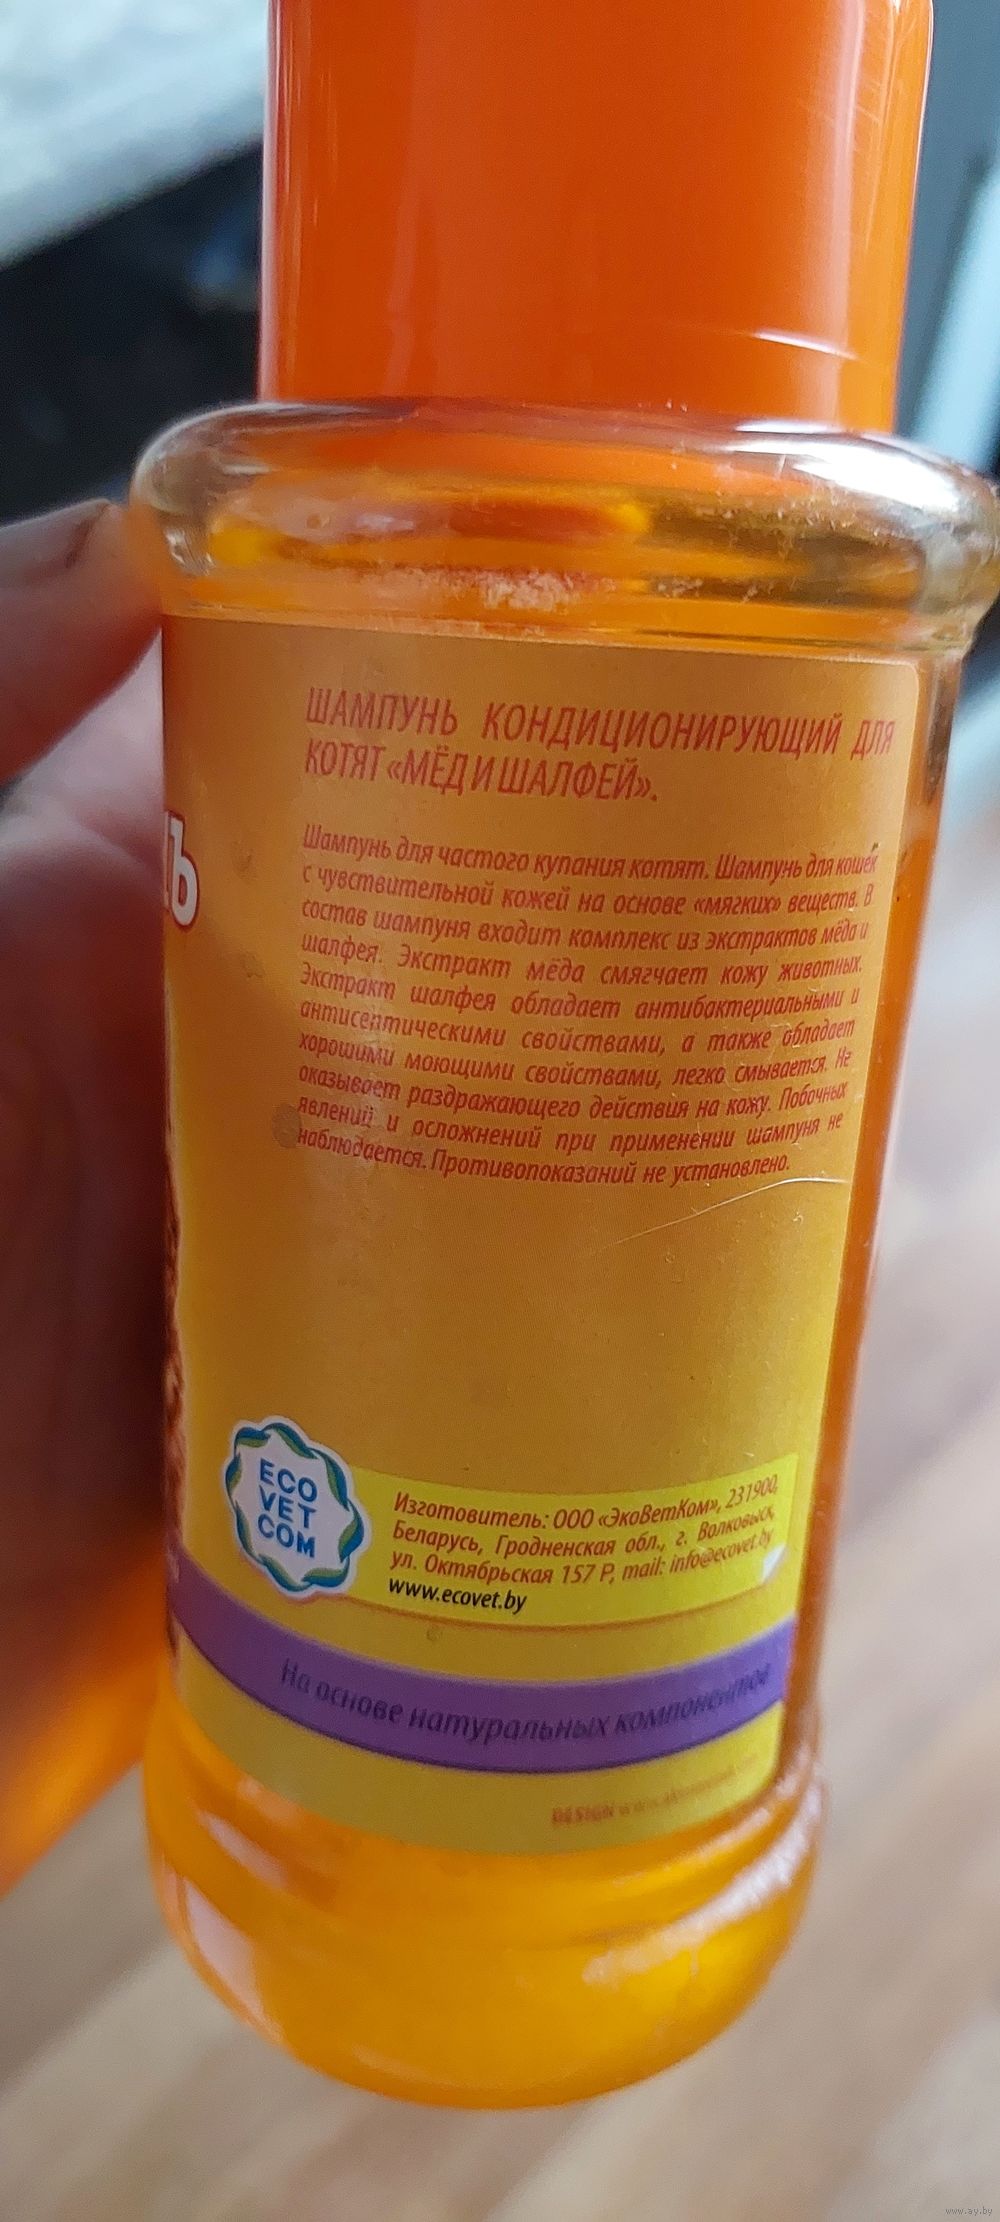 ШАМПУНЬ КОНДИЦИОНИРУЮЩИЙ ДЛЯ
КОТЯТ «МЁД И ШАЛФЕЙ».
Шампунь для частого купания котят. Шампунь для кошек
с чувствительной кожей на основе «мягких» веществ. В
состав шампуня входит комплекс из экстрактов мёда и
шалфея. Экстракт мёда смягчает кожу животных.
Экстракт шалфея обладает антибактериальными и
антисептическими свойствами, а также обладает
хорошими моющими свойствами, легко смывается. Не
оказывает раздражающего действия на кожу. Побочных
явлений и осложнений при применении шампуня не
наблюдается. Противопоказаний не установлено.
ECO
VET
COM
Изготовитель: ООО «ЭкоВетКом», 231900,
Беларусь, Гродненская обл., г. Волковыск,
ул. Октябрьская 157 Р, mail: info@ecovet.by
www.ecovet.by
На основе натуральных компонентов
DESIGN
www.ay.by